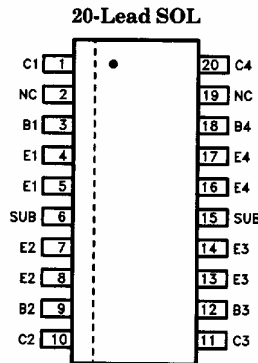 20-Lead SOL
C1 1 20 C4
NC 2 19 NC
B1 3 18 B4
E1 4 17 E4
E1 5 16 E4
SUB 6 15 SUB
E2 7 14 E3
E2 8 13 E3
B2 9 12 B3
C2 10 11 C3